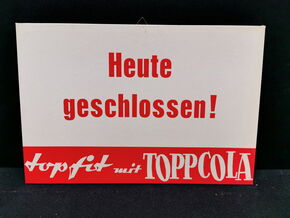 Heute
geschlossen!
topfit mit TOPPCOLA